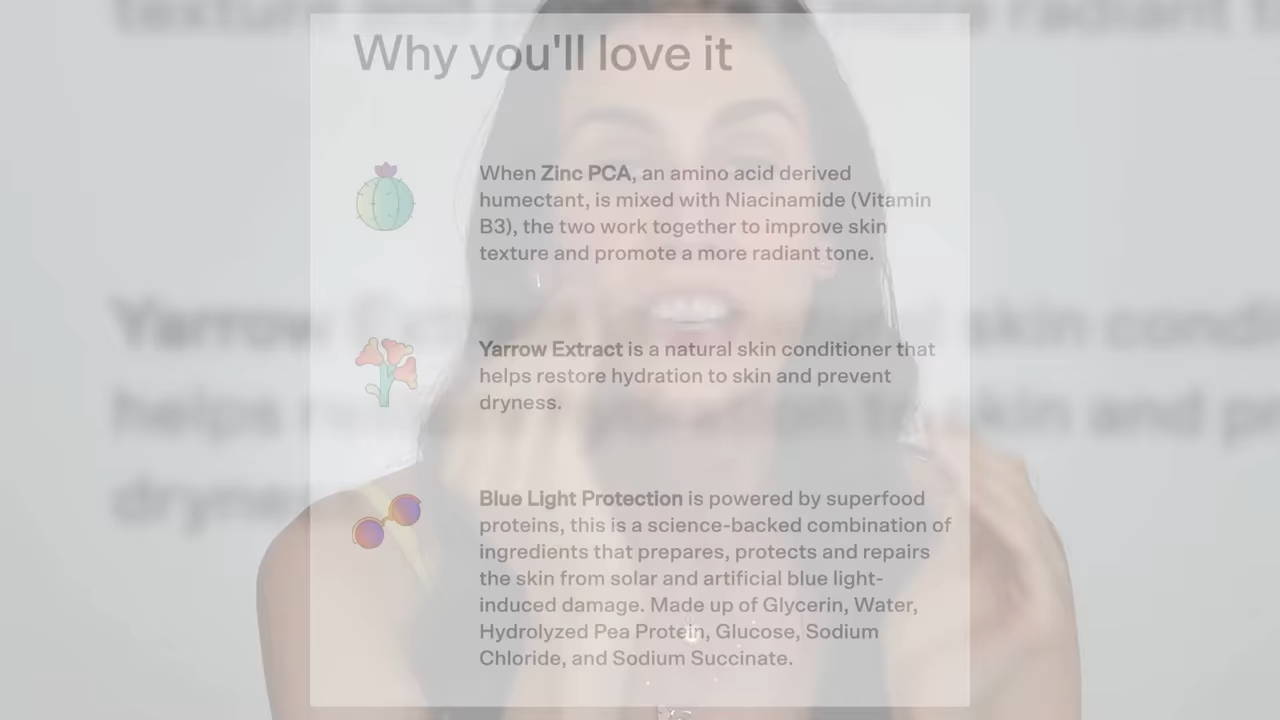 Why you'll love it
When Zinc PCA, an amino acid derived
humectant, is mixed with Niacinamide (Vitamin
B3), the two work together to improve skin
texture and promote a more radiant tone.
Yarrow Extract is a natural skin conditioner that
helps restore hydration to skin and prevent
dryness.
Blue Light Protection is powered by superfood
proteins, this is a science-backed combination of
ingredients that prepares, protects and repairs
the skin from solar and artificial blue light-
induced damage. Made up of Glycerin, Water,
Hydrolyzed Pea Protein, Glucose, Sodium
Chloride, and Sodium Succinate.